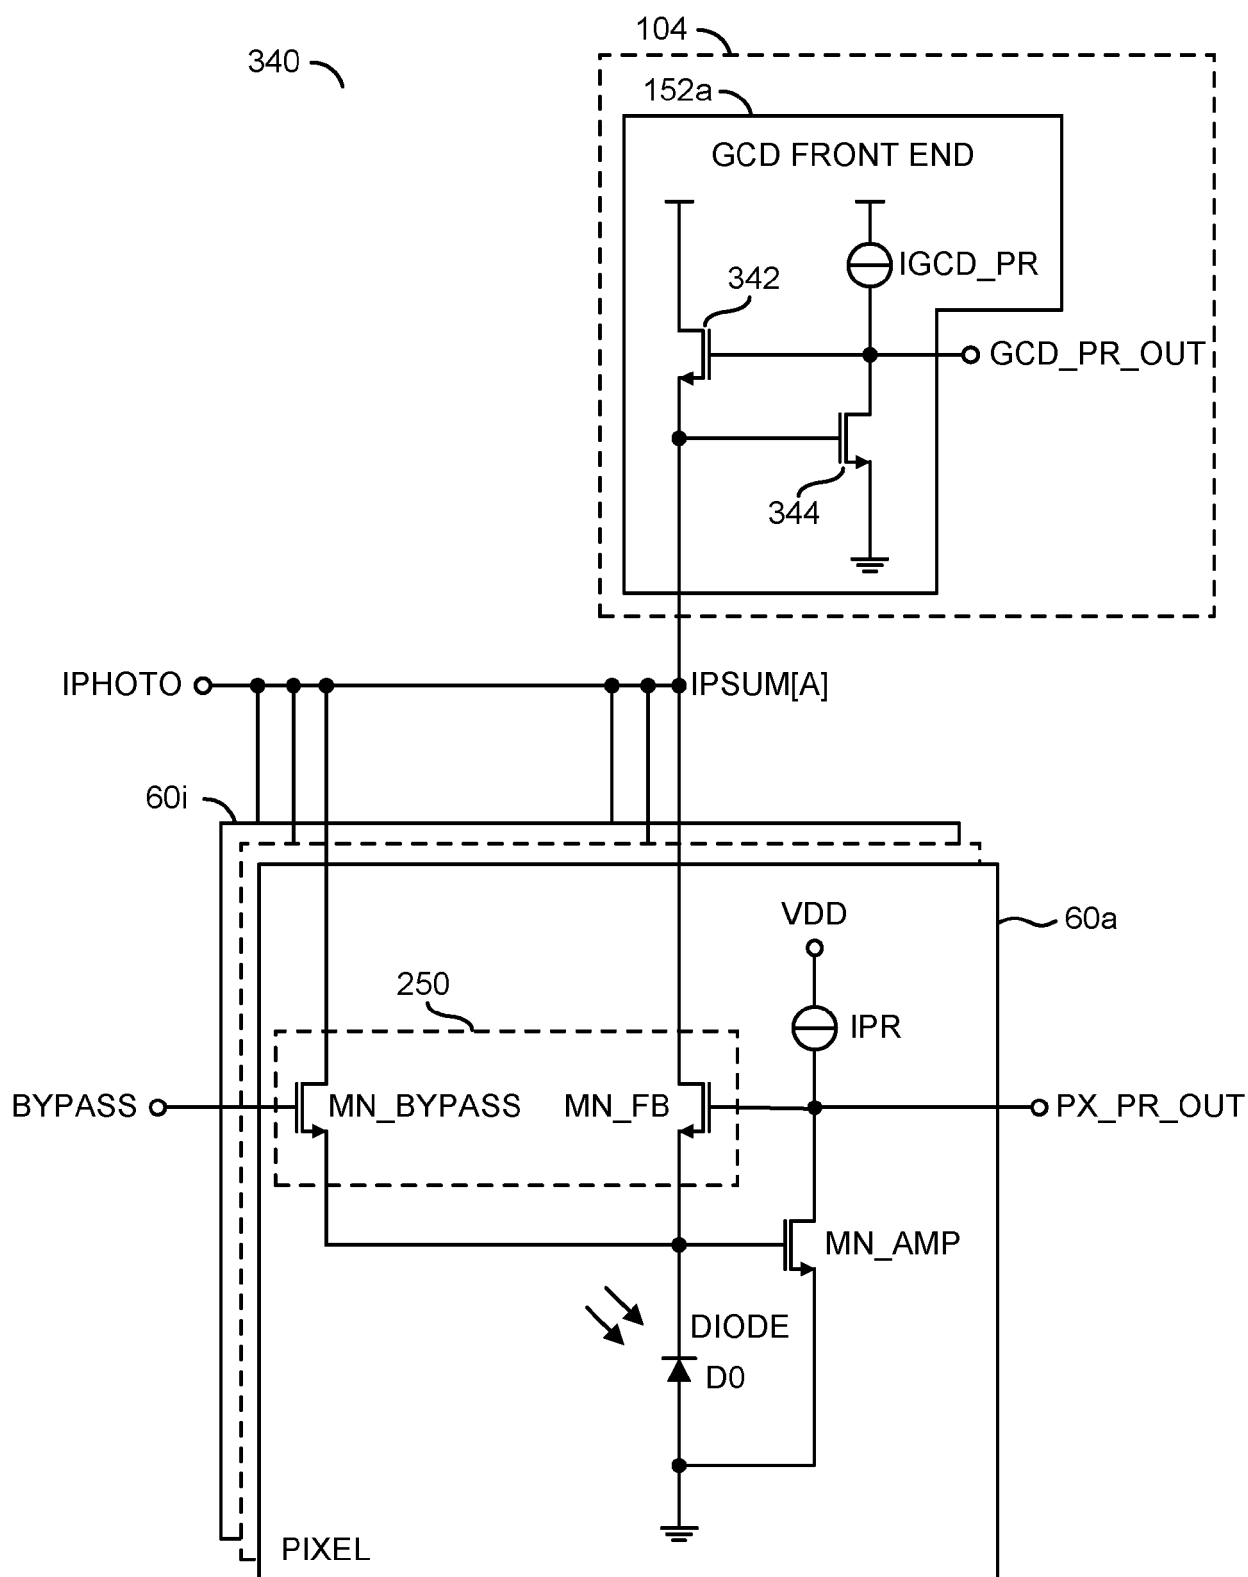 104
340
152a
GCD FRONT END
IGCD_PR
342
GCD_PR_OUT
344
IPHOTO
IPSUM[A]
60i
VDD
60a
250
IPR
BYPASS
MN_BYPASS
MN_FB
PX_PR_OUT
MN_AMP
DIODE
D0
PIXEL